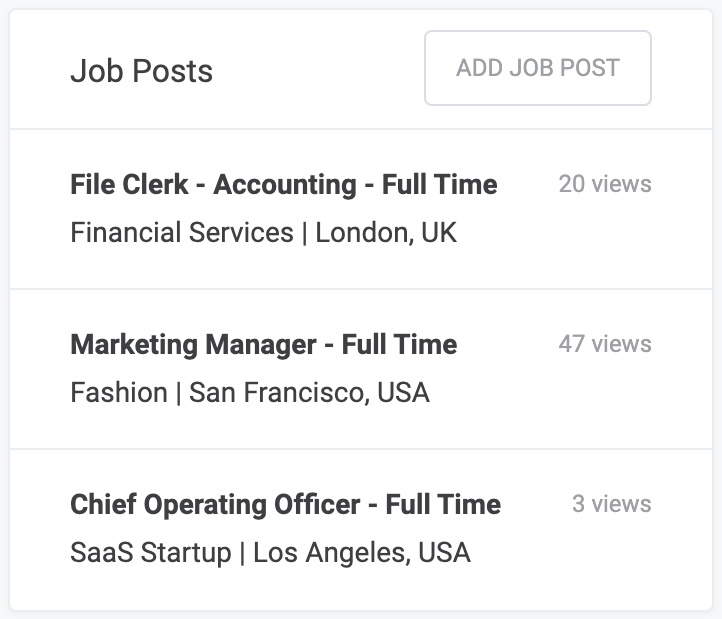 Job Posts
ADD JOB POST
File Clerk - Accounting - Full Time
20 views
Financial Services | London, UK
Marketing Manager - Full Time
47 views
Fashion | San Francisco, USA
Chief Operating Officer - Full Time
3 views
SaaS Startup | Los Angeles, USA